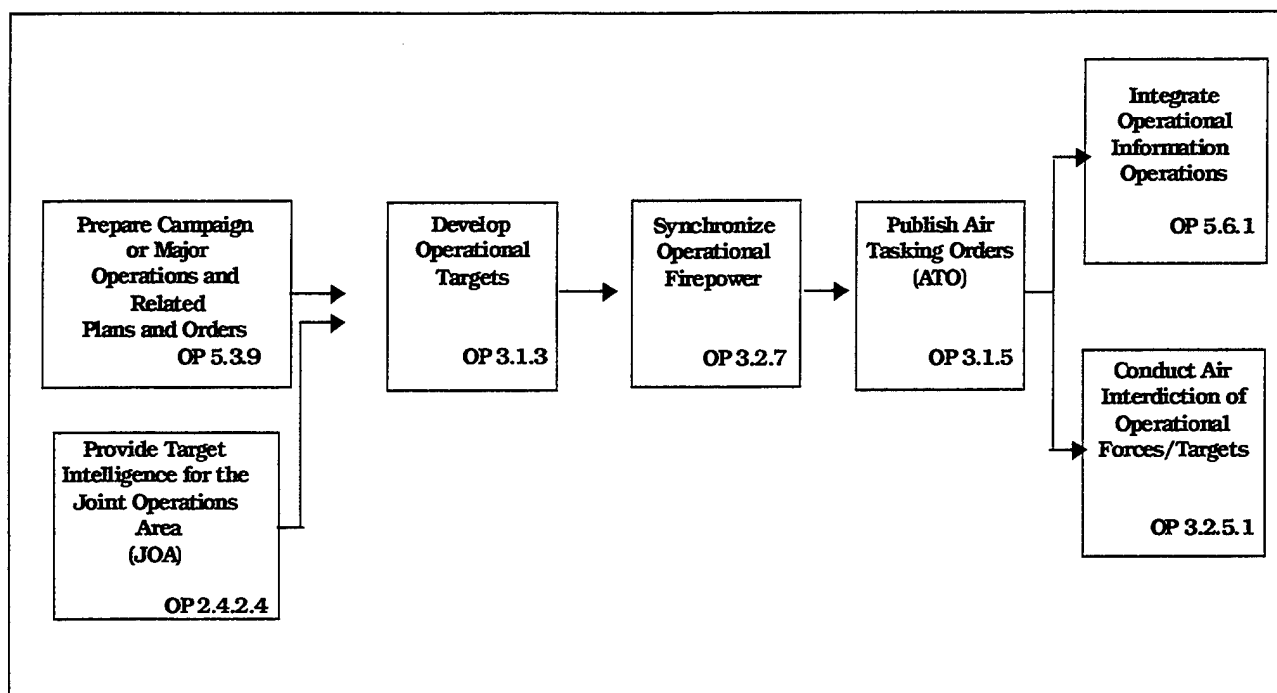 Prepare Campaign
or Major
Operations and
Related
Plans and Orders
OP 5.3.9
Provide Target
Intelligence for the
Joint Operations
Area
(JOA)
OP 2.4.2.4
Develop
Operational
Targets
OP 3.1.3
Synchronize
Operational
Firepower
OP 3.2.7
Publish Air
Tasking Orders
(ATO)
OP 3.1.5
Integrate
Operational
Information
Operations
OP 5.6.1
Conduct Air
Interdiction of
Operational
Forces/Targets
OP 3.2.5.1